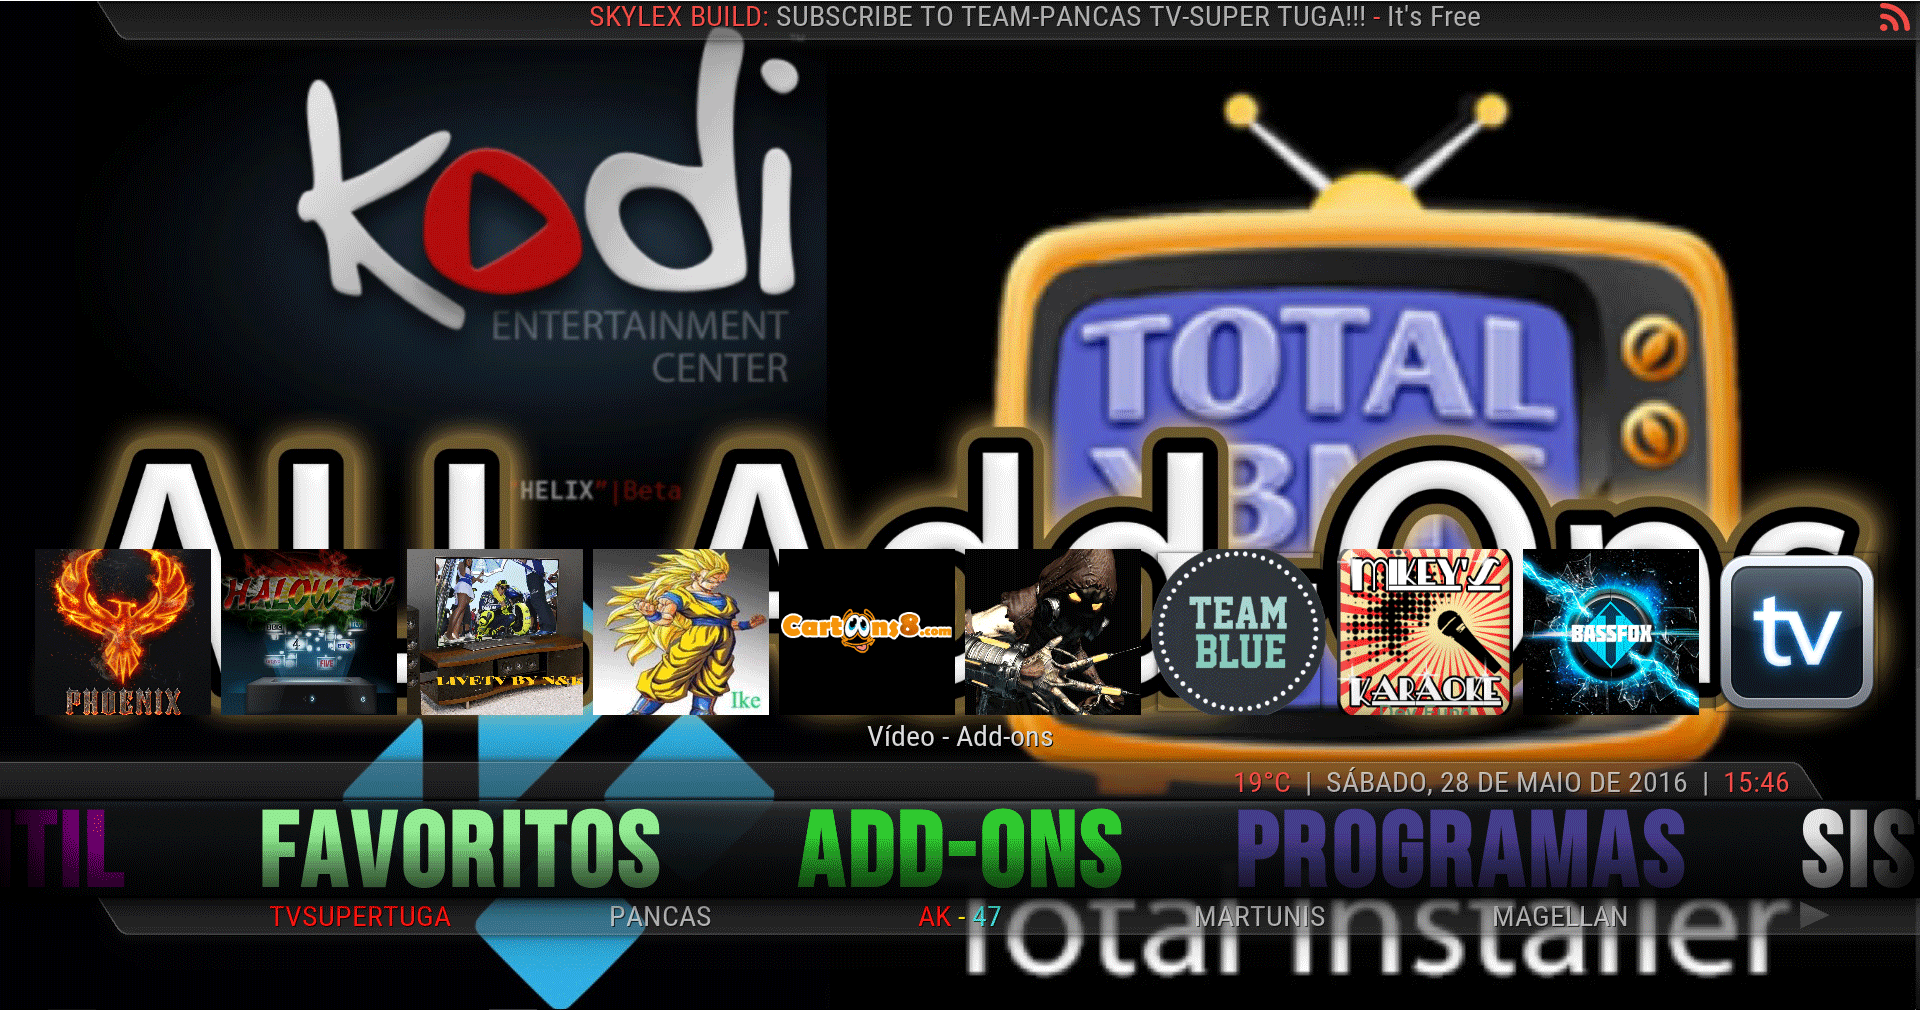 SKYLEX BUILD: SUBSCRIBE TO TEAM-PANCAS TV-SUPER TUGA!!! - It's Free
kodi
ENTERTAINMENT
CENTER
TOTAL
XBMC
"HELIX"|Beta
ALL Add-Ons
PHOENIX
HALOW TV
LIVETV BY N&K
Ike
Cartoons8.com
TEAM
BLUE
MIKEY'S
KARAOKE
BASSFOX
tv
Vídeo - Add-ons
19°C | SÁBADO, 28 DE MAIO DE 2016 | 15:46
TIL FAVORITOS ADD-ONS PROGRAMAS SIS
TVSUPERTUGA PANCAS AK - 47 MARTUNIS MAGELLAN
Total Installer